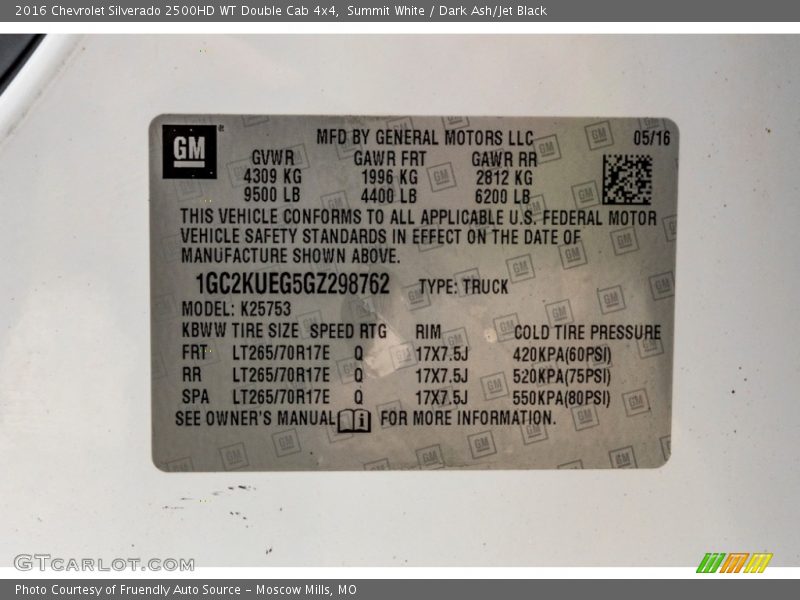 2016 Chevrolet Silverado 2500HD WT Double Cab 4x4, Summit White / Dark Ash/Jet Black
GM
MFD BY GENERAL MOTORS LLC 05/16
GVWR GAWR FRT GAWR RR
4309 KG 1996 KG 2812 KG
9500 LB 4400 LB 6200 LB
THIS VEHICLE CONFORMS TO ALL APPLICABLE U.S. FEDERAL MOTOR
VEHICLE SAFETY STANDARDS IN EFFECT ON THE DATE OF
MANUFACTURE SHOWN ABOVE.
1GC2KUEG5GZ298762 TYPE: TRUCK
MODEL: K25753
KBWW TIRE SIZE SPEED RTG RIM COLD TIRE PRESSURE
FRT LT265/70R17E Q 17X7.5J 420KPA(60PSI)
RR LT265/70R17E Q 17X7.5J 520KPA(75PSI)
SPA LT265/70R17E Q 17X7.5J 550KPA(80PSI)
SEE OWNER'S MANUAL FOR MORE INFORMATION.
GTCARLOT.COM
Photo Courtesy of Fruendly Auto Source - Moscow Mills, MO